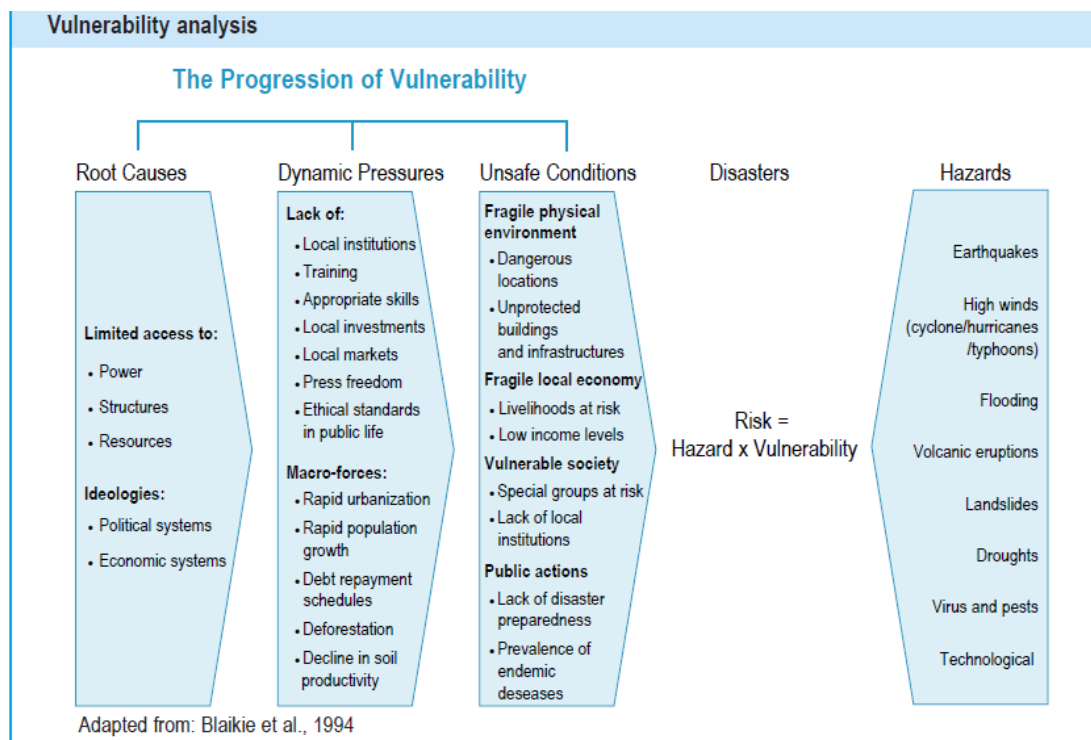 Vulnerability analysis
The Progression of Vulnerability
Root Causes
Limited access to:
• Power
• Structures
• Resources
Ideologies:
• Political systems
• Economic systems
Dynamic Pressures
Lack of:
• Local institutions
• Training
• Appropriate skills
• Local investments
• Local markets
• Press freedom
• Ethical standards
in public life
Macro-forces:
• Rapid urbanization
• Rapid population
growth
• Debt repayment
schedules
• Deforestation
• Decline in soil
productivity
Unsafe Conditions
Fragile physical
environment
• Dangerous
locations
• Unprotected
buildings
and infrastructures
Fragile local economy
• Livelihoods at risk
• Low income levels
Vulnerable society
• Special groups at risk
• Lack of local
institutions
Public actions
• Lack of disaster
preparedness
• Prevalence of
endemic
deseases
Disasters
Risk =
Hazard x Vulnerability
Hazards
Earthquakes
High winds
(cyclone/hurricanes
/typhoons)
Flooding
Volcanic eruptions
Landslides
Droughts
Virus and pests
Technological
Adapted from: Blaikie et al., 1994